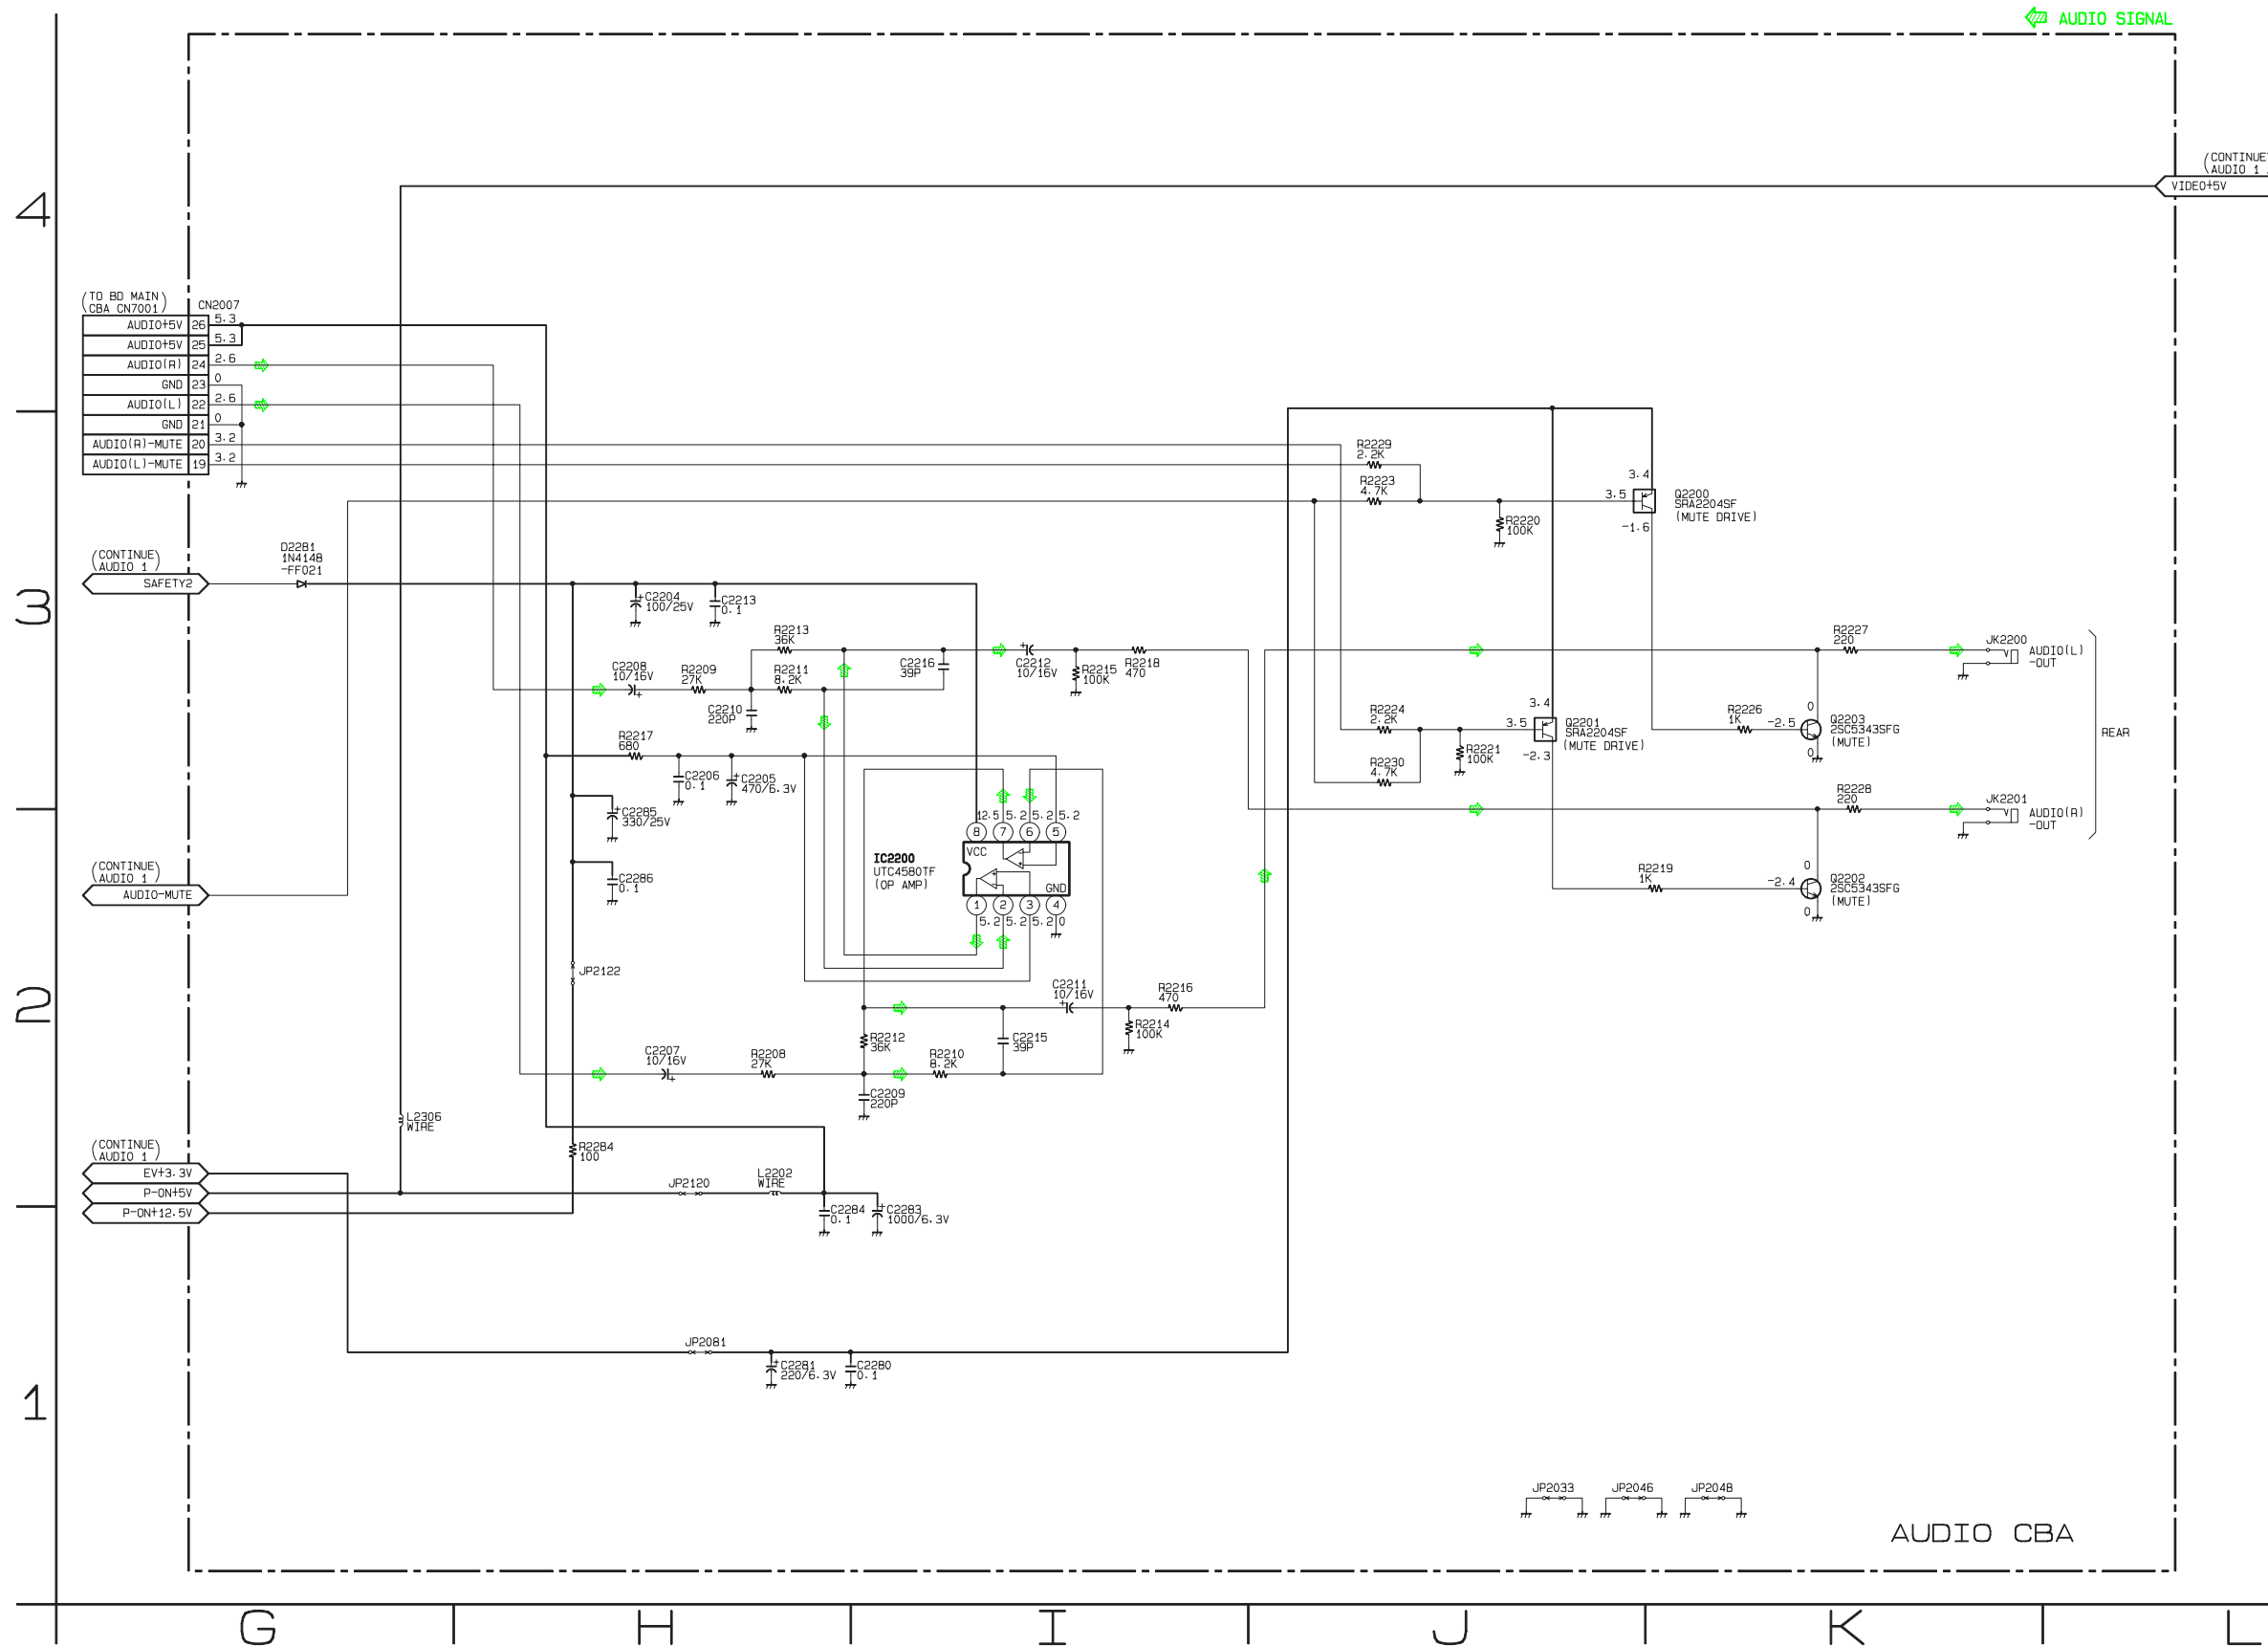 AUDIO SIGNAL
(CONTINUE
AUDIO 1
VIDEO+5V
4
3
2
1
(TO BD MAIN)
(CBA CN7001)
CN2007
AUDIO+5V 26 5.3
AUDIO+5V 25 5.3
AUDIO(R) 24 2.6
GND 23 0
AUDIO(L) 22 2.6
GND 21 0
AUDIO(R)-MUTE 20 3.2
AUDIO(L)-MUTE 19 3.2
(CONTINUE)
(AUDIO 1)
SAFETY2
D2281
1N4148
-FF021
(CONTINUE)
(AUDIO 1)
AUDIO-MUTE
(CONTINUE)
(AUDIO 1)
EV+3.3V
P-ON+5V
P-ON+12.5V
L2306
WIRE
C2204
100/25V
C2213
0.1
R2213
36K
C2208
10/16V
R2209
27K
R2211
8.2K
C2210
220P
C2216
39P
C2212
10/16V
R2215
100K
R2218
470
R2217
680
C2206
0.1
C2205
470/6.3V
C2285
330/25V
C2286
0.1
JP2122
12.5 5.2 5.2 5.2
8 7 6 5
VCC
IC2200
UTC4580TF
(OP AMP)
GND
1 2 3 4
5.2 5.2 5.2 0
C2211
10/16V
R2216
470
R2214
100K
R2212
36K
R2210
8.2K
C2215
39P
C2207
10/16V
R2208
27K
C2209
220P
R2284
100
JP2120
L2202
WIRE
C2284
0.1
C2283
1000/6.3V
JP2081
C2281
220/6.3V
C2280
0.1
R2229
2.2K
R2223
4.7K
R2220
100K
3.4
3.5
-1.6
Q2200
SRA2204SF
(MUTE DRIVE)
R2224
2.2K
R2230
4.7K
R2221
100K
3.4
3.5
-2.3
Q2201
SRA2204SF
(MUTE DRIVE)
R2227
220
JK2200
AUDIO(L)
-OUT
R2226
1K
-2.5
0
0
Q2203
2SC5343SFG
(MUTE)
REAR
R2228
220
JK2201
AUDIO(R)
-OUT
R2219
1K
-2.4
0
0
Q2202
2SC5343SFG
(MUTE)
JP2033
JP2046
JP2048
AUDIO CBA
G H I J K L